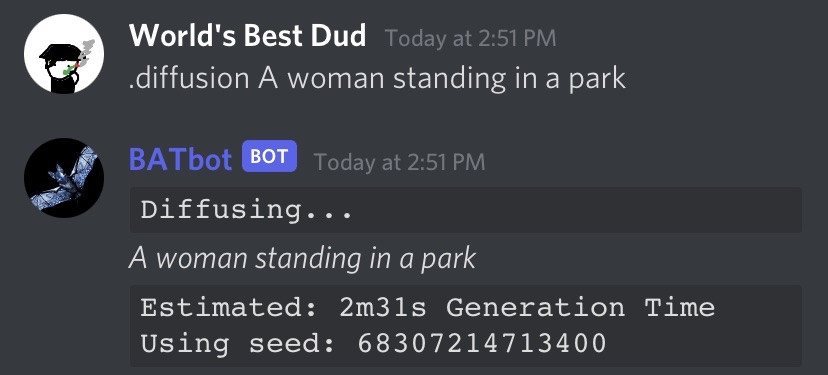 World's Best Dud Today at 2:51 PM
.diffusion A woman standing in a park
BATbot BOT Today at 2:51 PM
Diffusing...
A woman standing in a park
Estimated: 2m31s Generation Time
Using seed: 68307214713400